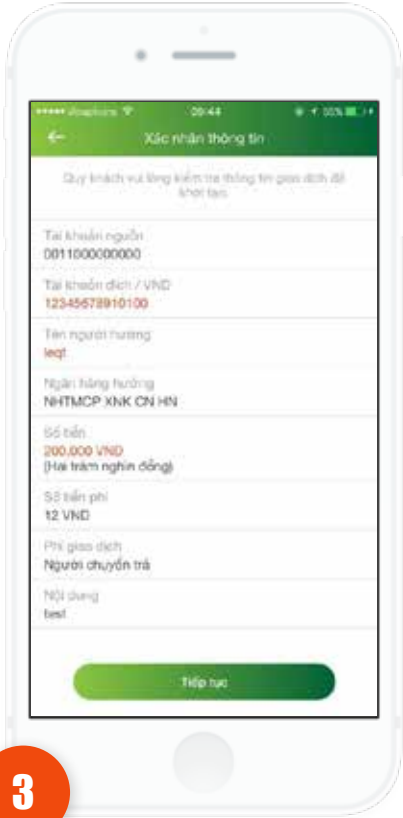 09:44 55%
Xác nhận thông tin
Quý khách vui lòng kiểm tra thông tin giao dịch đã
khởi tạo.
Tài khoản nguồn
0011000000000
Tài khoản đích / VND
12345678910100
Tên người hưởng
leqt
Ngân hàng hưởng
NHTMCP XNK CN HN
Số tiền
200,000 VND
(Hai trăm nghìn đồng)
Số tiền phí
12 VND
Phí giao dịch
Người chuyển trả
Nội dung
test
Tiếp tục
3